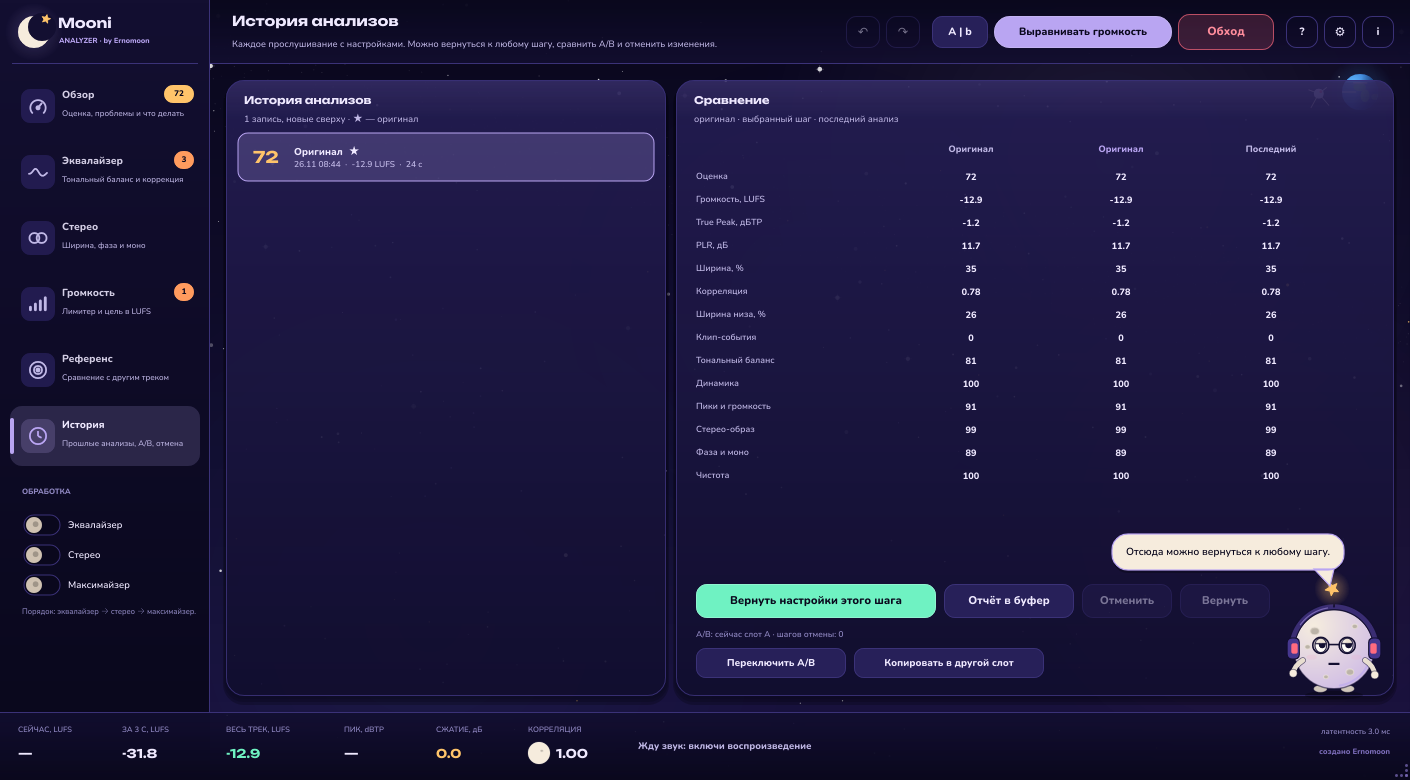 Mooni
ANALYZER · by Ernomoon
История анализов
Каждое прослушивание с настройками. Можно вернуться к любому шагу, сравнить A/B и отменить изменения.
A | b
Выравнивать громкость
Обход
?
i
Обзор
72
Оценка, проблемы и что делать
Эквалайзер
3
Тональный баланс и коррекция
Стерео
Ширина, фаза и моно
Громкость
1
Лимитер и цель в LUFS
Референс
Сравнение с другим треком
История
Прошлые анализы, A/B, отмена
ОБРАБОТКА
Эквалайзер
Стерео
Максимайзер
Порядок: эквалайзер → стерео → максимайзер.
История анализов
1 запись, новые сверху · ★ — оригинал
72
Оригинал ★
26.11 08:44 · -12.9 LUFS · 24 с
Сравнение
оригинал · выбранный шаг · последний анализ
Оригинал Оригинал Последний
Оценка 72 72 72
Громкость, LUFS -12.9 -12.9 -12.9
True Peak, дБТР -1.2 -1.2 -1.2
PLR, дБ 11.7 11.7 11.7
Ширина, % 35 35 35
Корреляция 0.78 0.78 0.78
Ширина низа, % 26 26 26
Клип-события 0 0 0
Тональный баланс 81 81 81
Динамика 100 100 100
Пики и громкость 91 91 91
Стерео-образ 99 99 99
Фаза и моно 89 89 89
Чистота 100 100 100
Отсюда можно вернуться к любому шагу.
Вернуть настройки этого шага
Отчёт в буфер
Отменить
Вернуть
A/B: сейчас слот A · шагов отмены: 0
Переключить A/B
Копировать в другой слот
СЕЙЧАС, LUFS ЗА 3 С, LUFS ВЕСЬ ТРЕК, LUFS ПИК, dBTP СЖАТИЕ, дБ КОРРЕЛЯЦИЯ
— -31.8 -12.9 — 0.0 1.00
Жду звук: включи воспроизведение
латентность 3.0 мс
создано Ernomoon